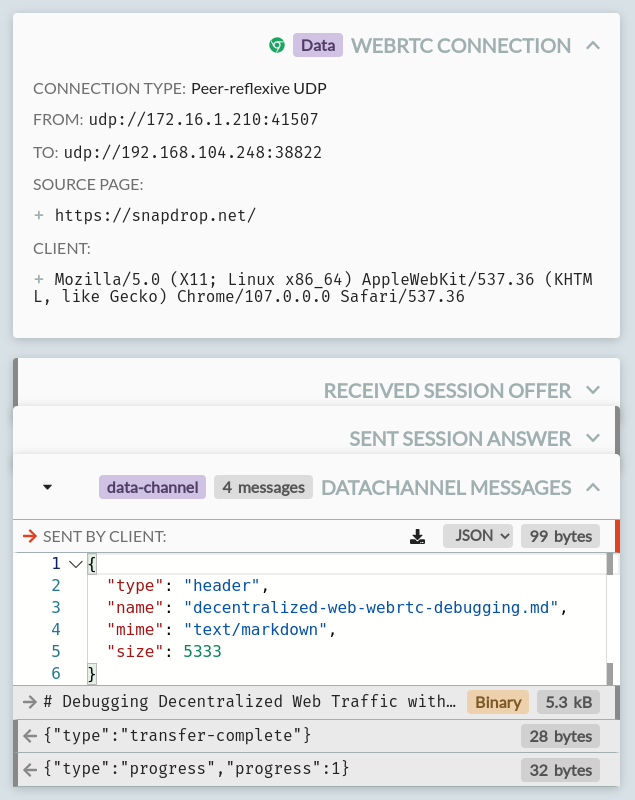 Data WEBRTC CONNECTION
CONNECTION TYPE: Peer-reflexive UDP
FROM: udp://172.16.1.210:41507
TO: udp://192.168.104.248:38822
SOURCE PAGE:
+ https://snapdrop.net/
CLIENT:
+ Mozilla/5.0 (X11; Linux x86_64) AppleWebKit/537.36 (KHTM
L, like Gecko) Chrome/107.0.0.0 Safari/537.36
RECEIVED SESSION OFFER
SENT SESSION ANSWER
data-channel 4 messages DATACHANNEL MESSAGES
SENT BY CLIENT: JSON 99 bytes
1 {
2 "type": "header",
3 "name": "decentralized-web-webrtc-debugging.md",
4 "mime": "text/markdown",
5 "size": 5333
6 }
# Debugging Decentralized Web Traffic with… Binary 5.3 kB
{"type":"transfer-complete"} 28 bytes
{"type":"progress","progress":1} 32 bytes